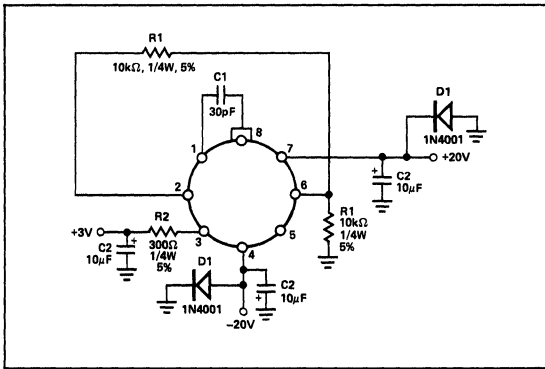 R1
10kΩ, 1/4W, 5%
C1
30pF
D1
1N4001
8
1
7
+20V
+
C2
10μF
2
6
R1
10kΩ
1/4W
5%
+3V
R2
300Ω
1/4W
5%
+
C2
10μF
3
5
4
D1
1N4001
C2
10μF
+
−20V